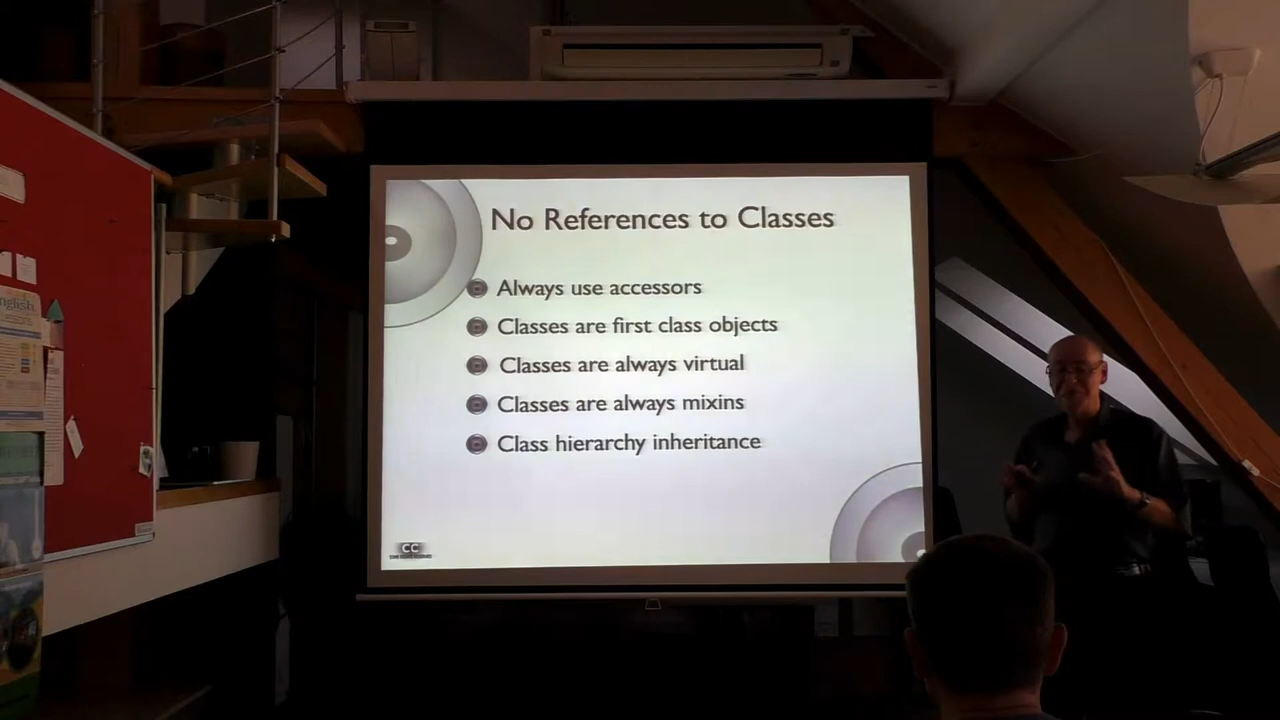 No References to Classes
Always use accessors
Classes are first class objects
Classes are always virtual
Classes are always mixins
Class hierarchy inheritance
CC
nglish